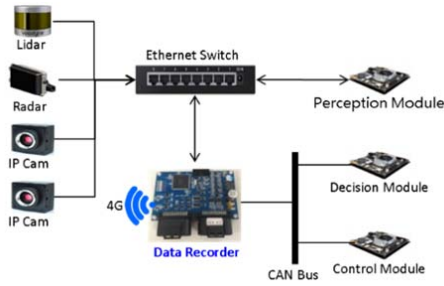 Lidar
Ethernet Switch
Radar
Perception Module
IP Cam
4G
Decision Module
IP Cam
Data Recorder
CAN Bus
Control Module